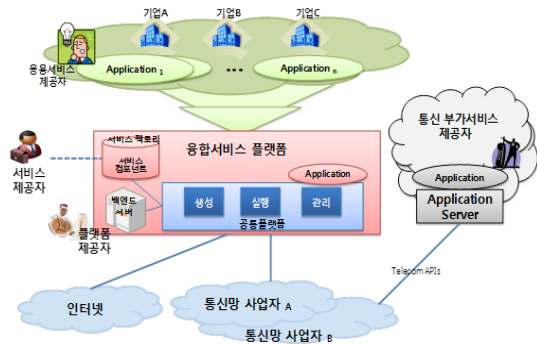 기업A
기업B
기업C
응용서비스
제공자
Application 1
...
Application n
통신 부가서비스
제공자
Application
Application
Server
서비스 팩토리
서비스
컴포넌트
융합서비스 플랫폼
Application
서비스
제공자
백엔드
서버
생성
실행
관리
공통플랫폼
플랫폼
제공자
Telecom APIs
인터넷
통신망 사업자 A
통신망 사업자 B